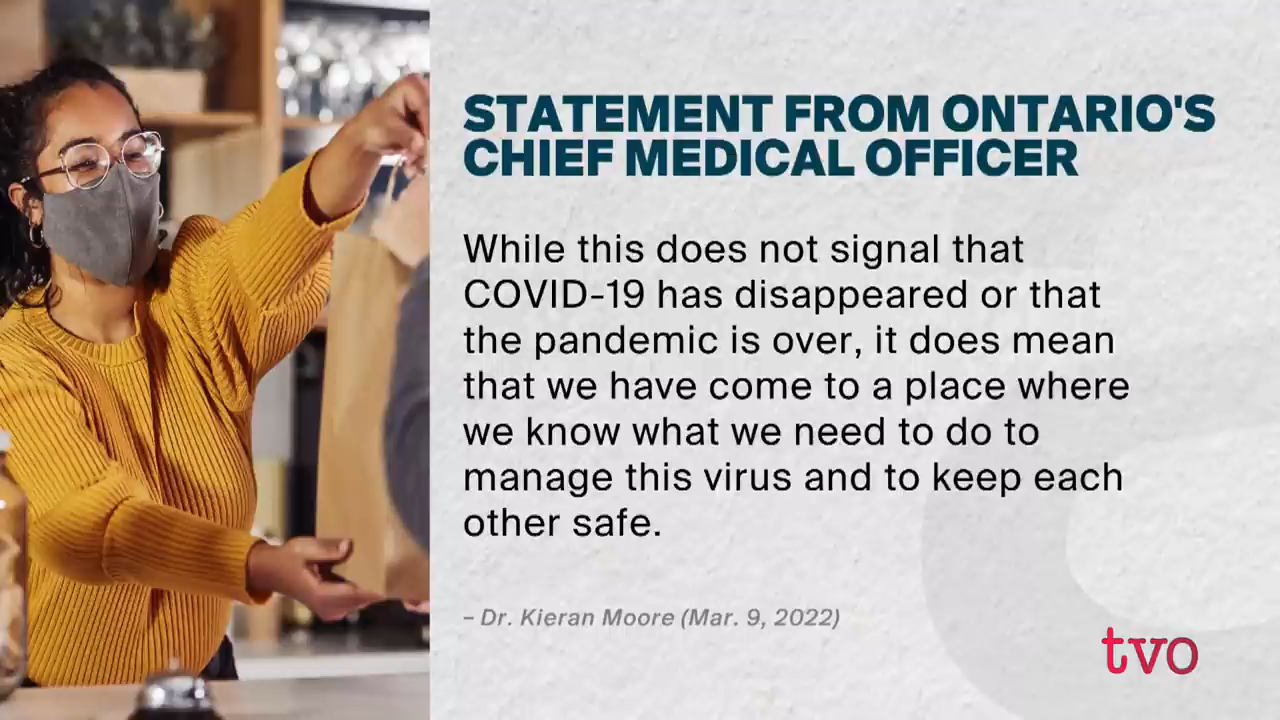 STATEMENT FROM ONTARIO'S
CHIEF MEDICAL OFFICER
While this does not signal that
COVID-19 has disappeared or that
the pandemic is over, it does mean
that we have come to a place where
we know what we need to do to
manage this virus and to keep each
other safe.
– Dr. Kieran Moore (Mar. 9, 2022)
tvo